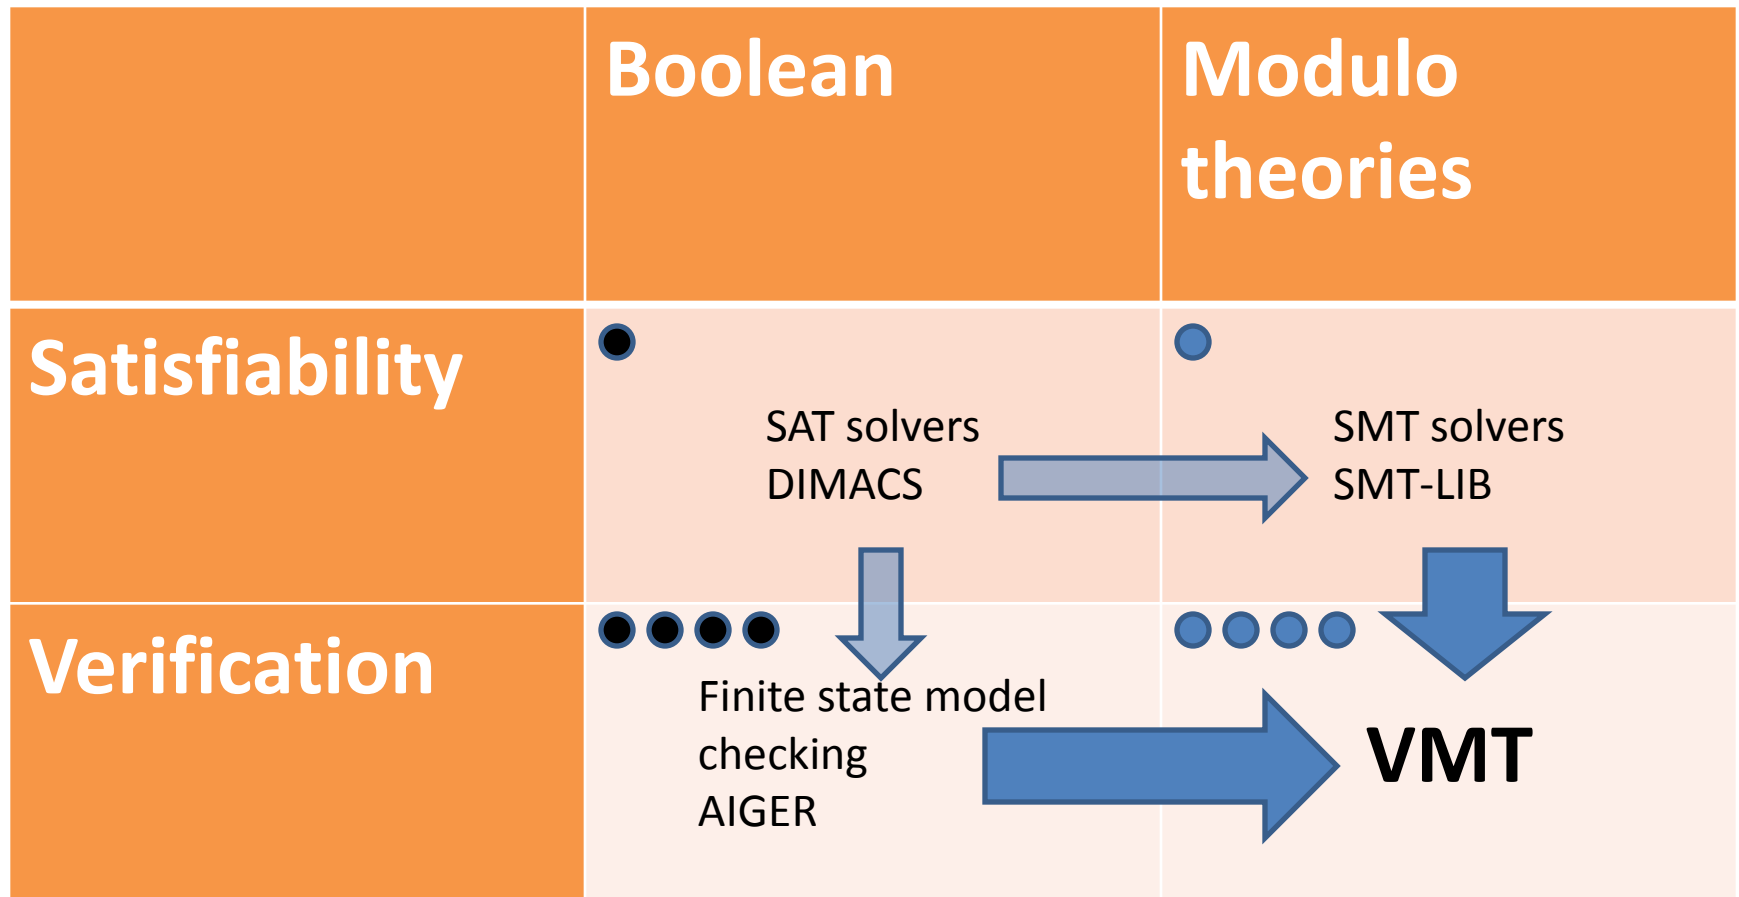 Boolean
Modulo
theories
Satisfiability
SAT solvers
DIMACS
SMT solvers
SMT-LIB
Verification
Finite state model
checking
AIGER
VMT